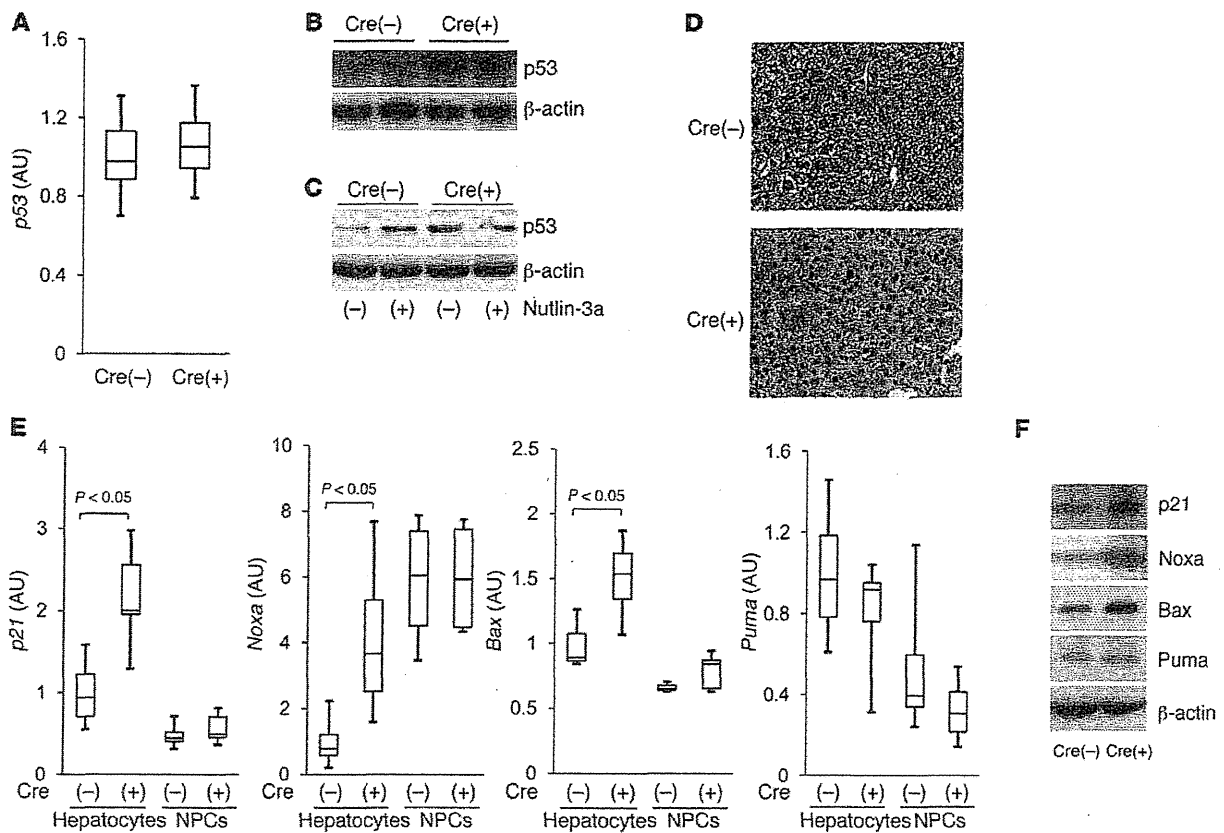 A
1.6
1.2
0.8
0.4
0
p53 (AU)
Cre(–) Cre(+)
B
Cre(–) Cre(+)
p53
β-actin
C
Cre(–) Cre(+)
p53
β-actin
(–) (+) (–) (+) Nutlin-3a
D
Cre(–)
Cre(+)
E
4
3
2
1
0
p21 (AU)
P < 0.05
Cre (–) (+) (–) (+)
Hepatocytes NPCs
10
8
6
4
2
0
Noxa (AU)
P < 0.05
Cre (–) (+) (–) (+)
Hepatocytes NPCs
2.5
2
1.5
1
0.5
0
Bax (AU)
P < 0.05
Cre (–) (+) (–) (+)
Hepatocytes NPCs
1.6
1.2
0.8
0.4
0
Puma (AU)
Cre (–) (+) (–) (+)
Hepatocytes NPCs
F
p21
Noxa
Bax
Puma
β-actin
Cre(–) Cre(+)